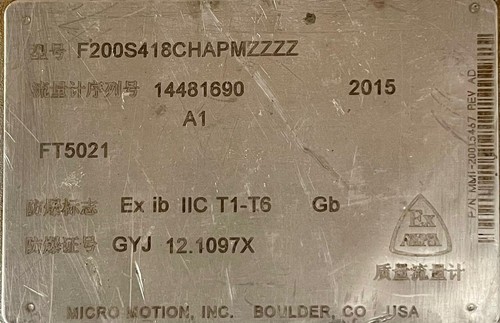 型号 F200S418CHAPMZZZZ
流量计序列号 14481690 2015
A1
FT5021
防爆标志 Ex ib IIC T1-T6 Gb
防爆证号 GYJ 12.1097X
Ex
NEPSI
质量流量计
MICRO MOTION, INC. BOULDER, CO USA
P/N MMI-20015467 REV AD